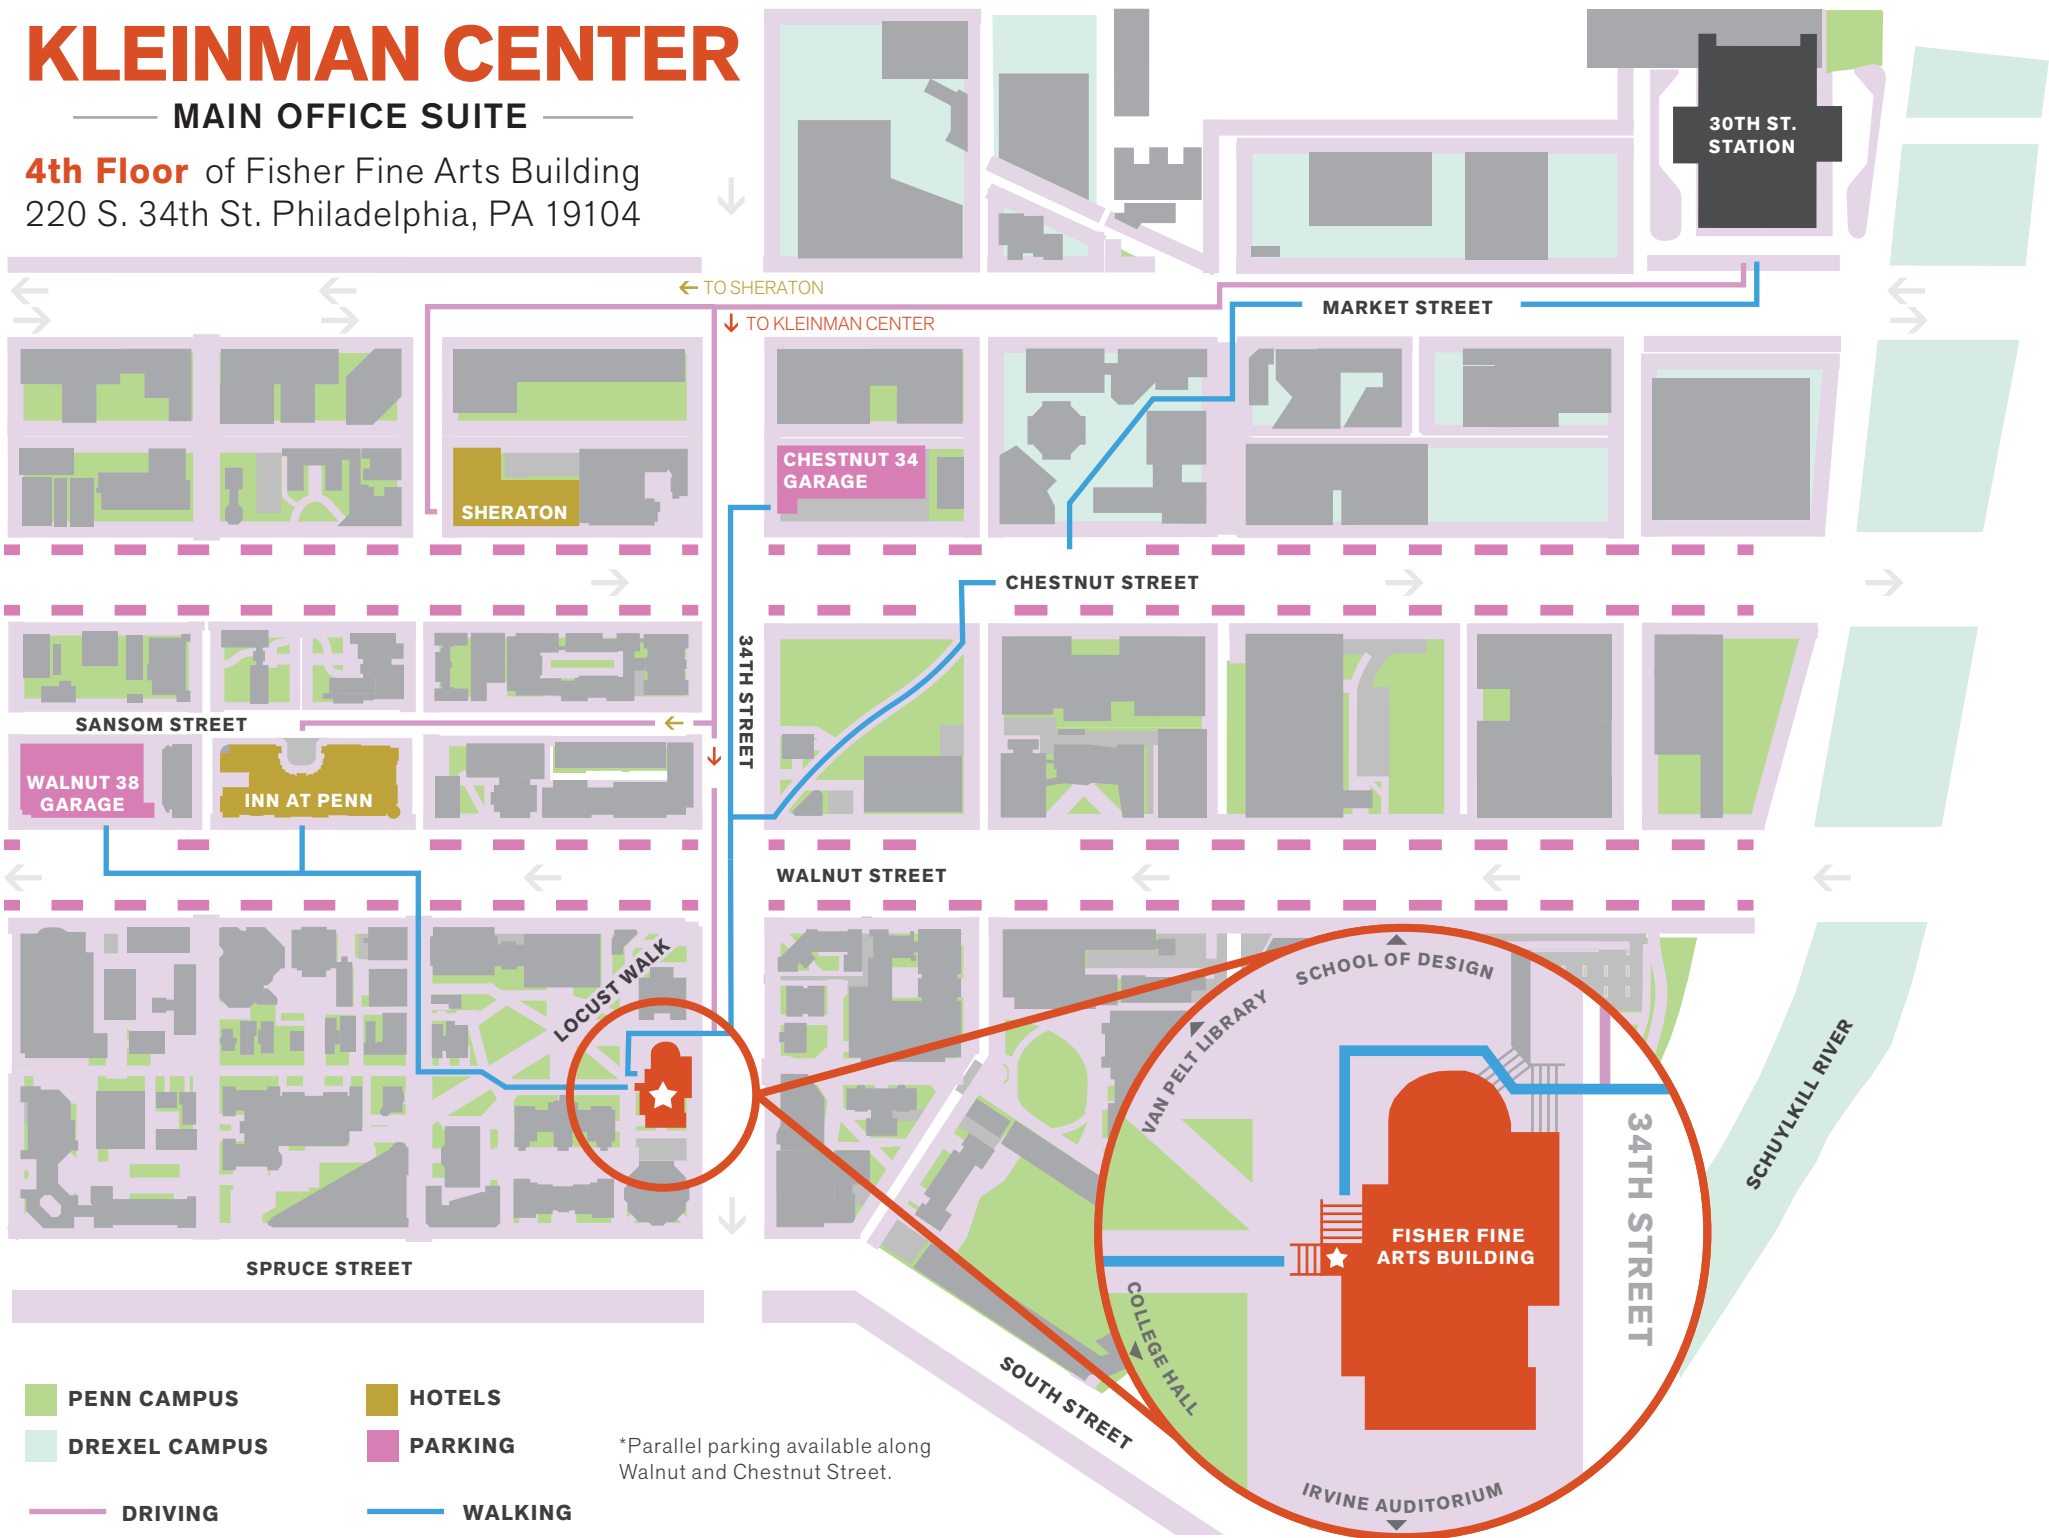 KLEINMAN CENTER
MAIN OFFICE SUITE
4th Floor of Fisher Fine Arts Building
220 S. 34th St. Philadelphia, PA 19104
30TH ST.
STATION
← TO SHERATON
↓ TO KLEINMAN CENTER
MARKET STREET
CHESTNUT 34
GARAGE
SHERATON
CHESTNUT STREET
34TH STREET
SANSOM STREET
WALNUT 38
GARAGE
INN AT PENN
WALNUT STREET
LOCUST WALK
SCHOOL OF DESIGN
VAN PELT LIBRARY
SCHUYLKILL RIVER
34TH STREET
FISHER FINE
ARTS BUILDING
SPRUCE STREET
COLLEGE HALL
SOUTH STREET
IRVINE AUDITORIUM
PENN CAMPUS
HOTELS
DREXEL CAMPUS
PARKING
*Parallel parking available along
Walnut and Chestnut Street.
DRIVING
WALKING